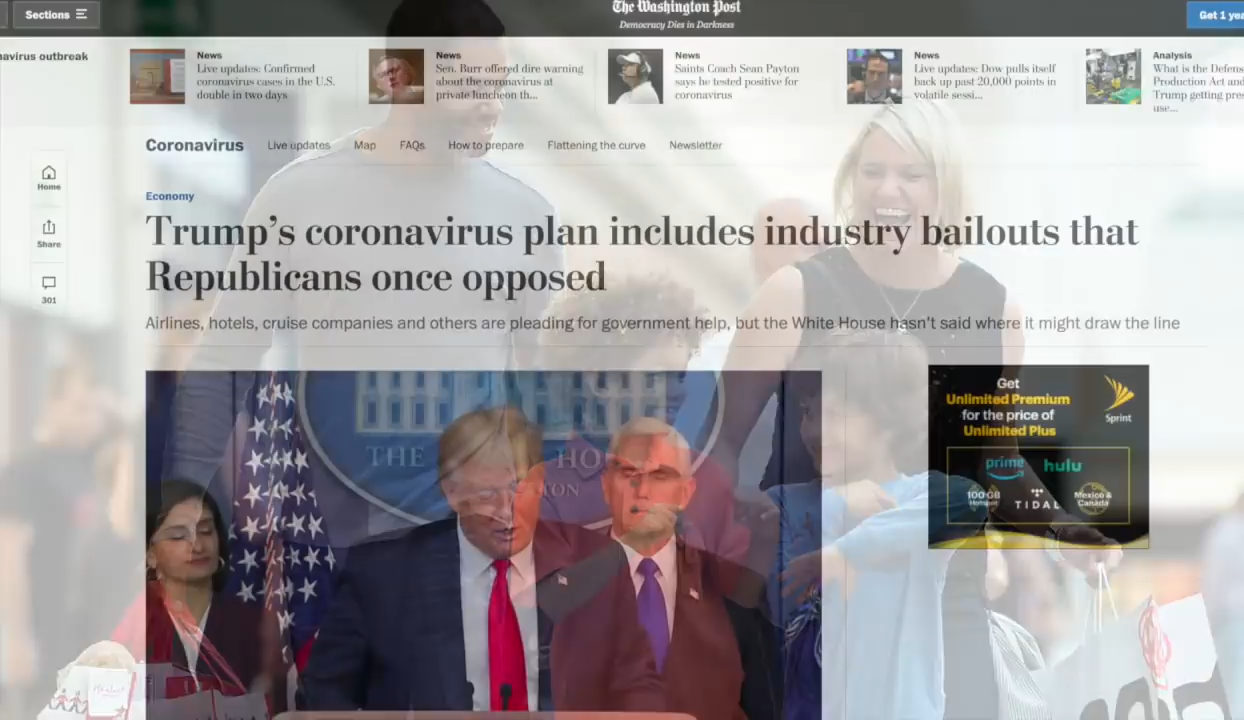 Sections
The Washington Post
Democracy Dies in Darkness
Get 1 yea
navirus outbreak
News
Live updates: Confirmed
coronavirus cases in the U.S.
double in two days
News
Sen. Burr offered dire warning
about the coronavirus at
private luncheon th...
News
Saints Coach Sean Payton
says he tested positive for
coronavirus
News
Live updates: Dow pulls itself
back up past 20,000 points in
volatile sessi...
Analysis
What is the Defens
Production Act and
Trump getting pres
use...
Coronavirus Live updates Map FAQs How to prepare Flattening the curve Newsletter
Home
Share
301
Economy
Trump's coronavirus plan includes industry bailouts that
Republicans once opposed
Airlines, hotels, cruise companies and others are pleading for government help, but the White House hasn't said where it might draw the line
THE HO
TON
Get
Unlimited Premium
for the price of
Unlimited Plus
Sprint
prime hulu
100 GB
Hotspot
TIDAL
Mexico &
Canada